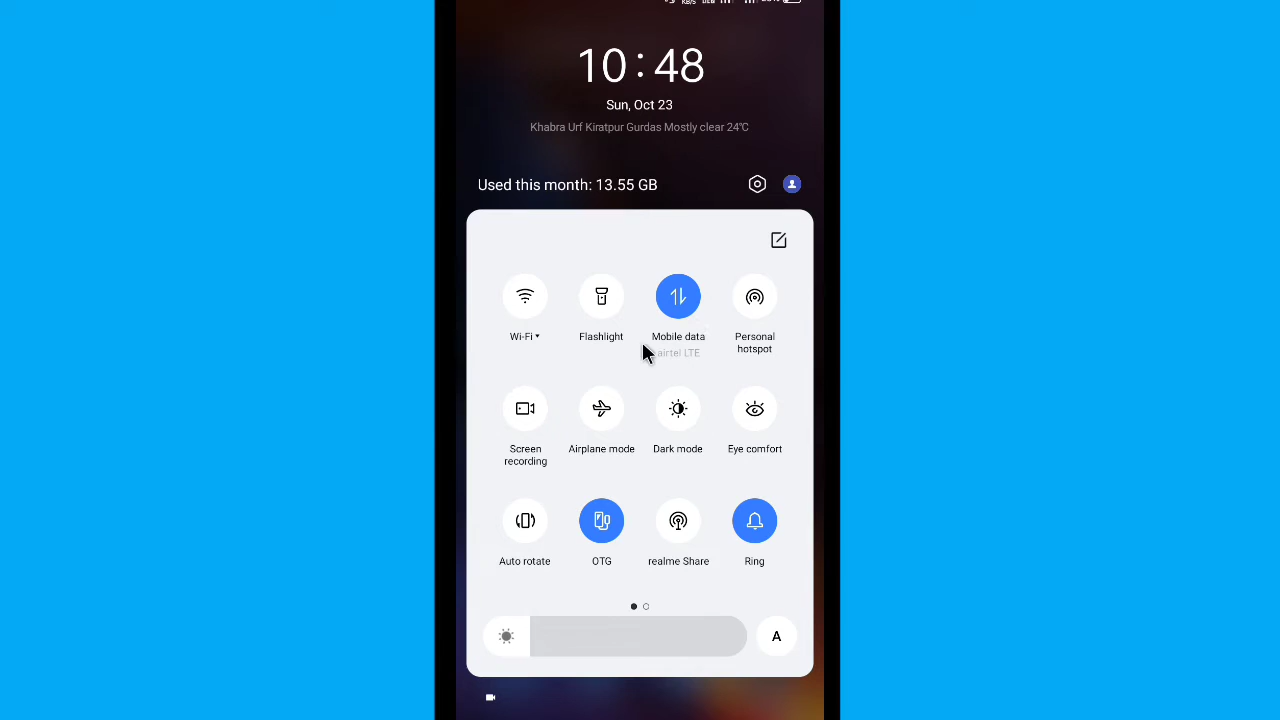 10:48
Sun, Oct 23
Khabra Urf Kiratpur Gurdas Mostly clear 24℃
Used this month: 13.55 GB
Wi-Fi
Flashlight
Mobile data
airtel LTE
Personal
hotspot
Screen
recording
Airplane mode
Dark mode
Eye comfort
Auto rotate
OTG
realme Share
Ring
A